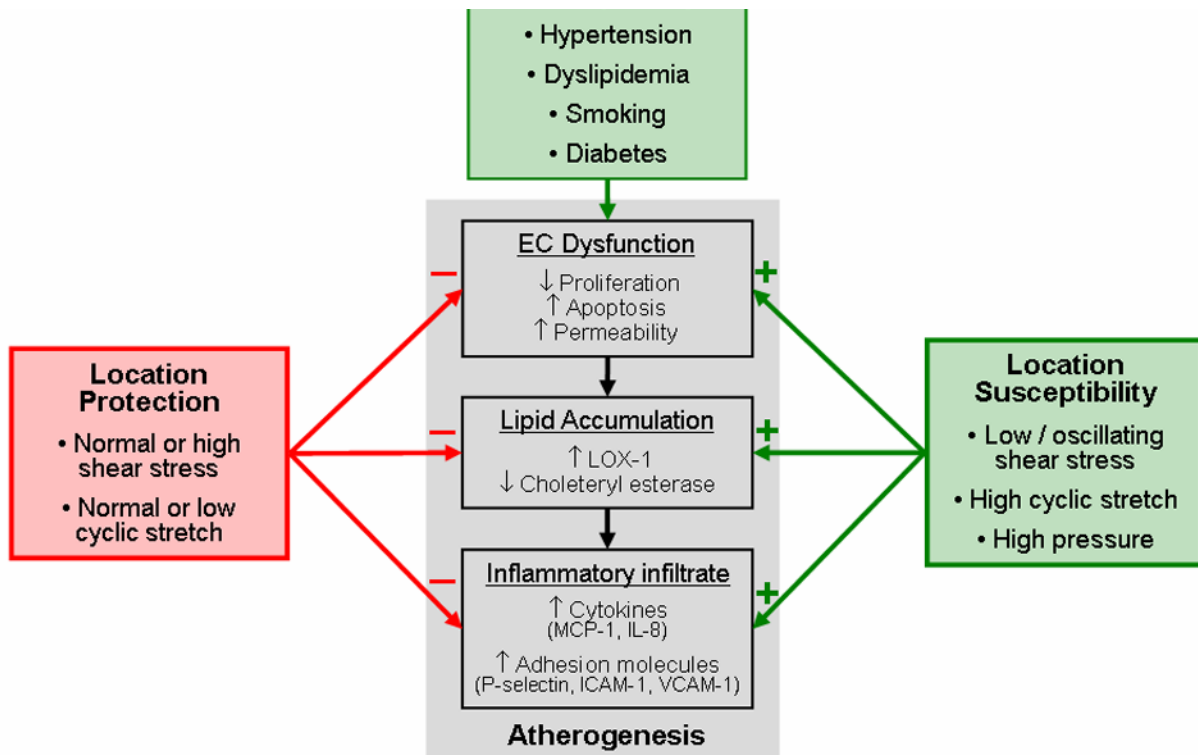 • Hypertension
• Dyslipidemia
• Smoking
• Diabetes
EC Dysfunction
↓ Proliferation
↑ Apoptosis
↑ Permeability
Location
Protection
• Normal or high
shear stress
• Normal or low
cyclic stretch
Lipid Accumulation
↑ LOX-1
↓ Choleteryl esterase
Inflammatory infiltrate
↑ Cytokines
(MCP-1, IL-8)
↑ Adhesion molecules
(P-selectin, ICAM-1, VCAM-1)
Atherogenesis
Location
Susceptibility
• Low / oscillating
shear stress
• High cyclic stretch
• High pressure
−
−
−
+
+
+